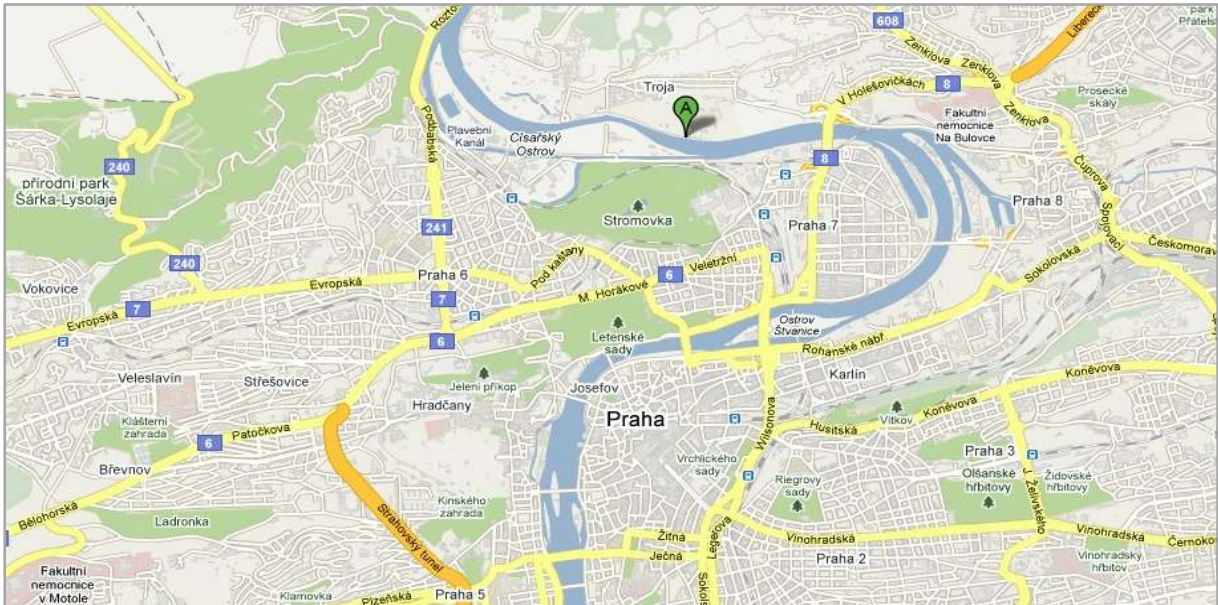 Rozto
608
Zenklova
Liberec
park
Přátels
Zenklova
Troja
V Holešovičkách
8
Prosecké
skály
A
Zenklova
Fakultní
nemocnice
Na Bulovce
Podbabská
Plavební
Kanál
Císařský
Ostrov
240
8
Čuprova
přírodní park
Šárka-Lysolaje
Praha 8
Stromovka
Praha 7
Spojovací
241
Českomorav
240
Praha 6
Pod kaštany
6
Veletržní
Sokolovská
Vokovice
Evropská
7
M. Horákové
7
Evropská
Ostrov
Štvanice
Letenské
sady
6
Rohanské nábř
Veleslavín
Střešovice
Karlín
Koněvova
Jelení příkop
Josefov
Hradčany
Praha
Wilsonova
Vítkov
Koněvova
Klášterní
zahrada
Patočkova
6
Husitská
Praha 3
Břevnov
Vrchlického
sady
Riegrovy
sady
Olšanské
hřbitovy
Židovské
hřbitovy
J. Želivského
Kinského
zahrada
Bělohorská
Ladronka
Strahovský tunel
Žitná
Legerova
Vinohradská
Vinohradská
Černokos
Ječná
Praha 2
Vinohradský
hřbitov
Fakultní
nemocnice
v Motole
Klamovka
Plzeňská
Praha 5
Sokols